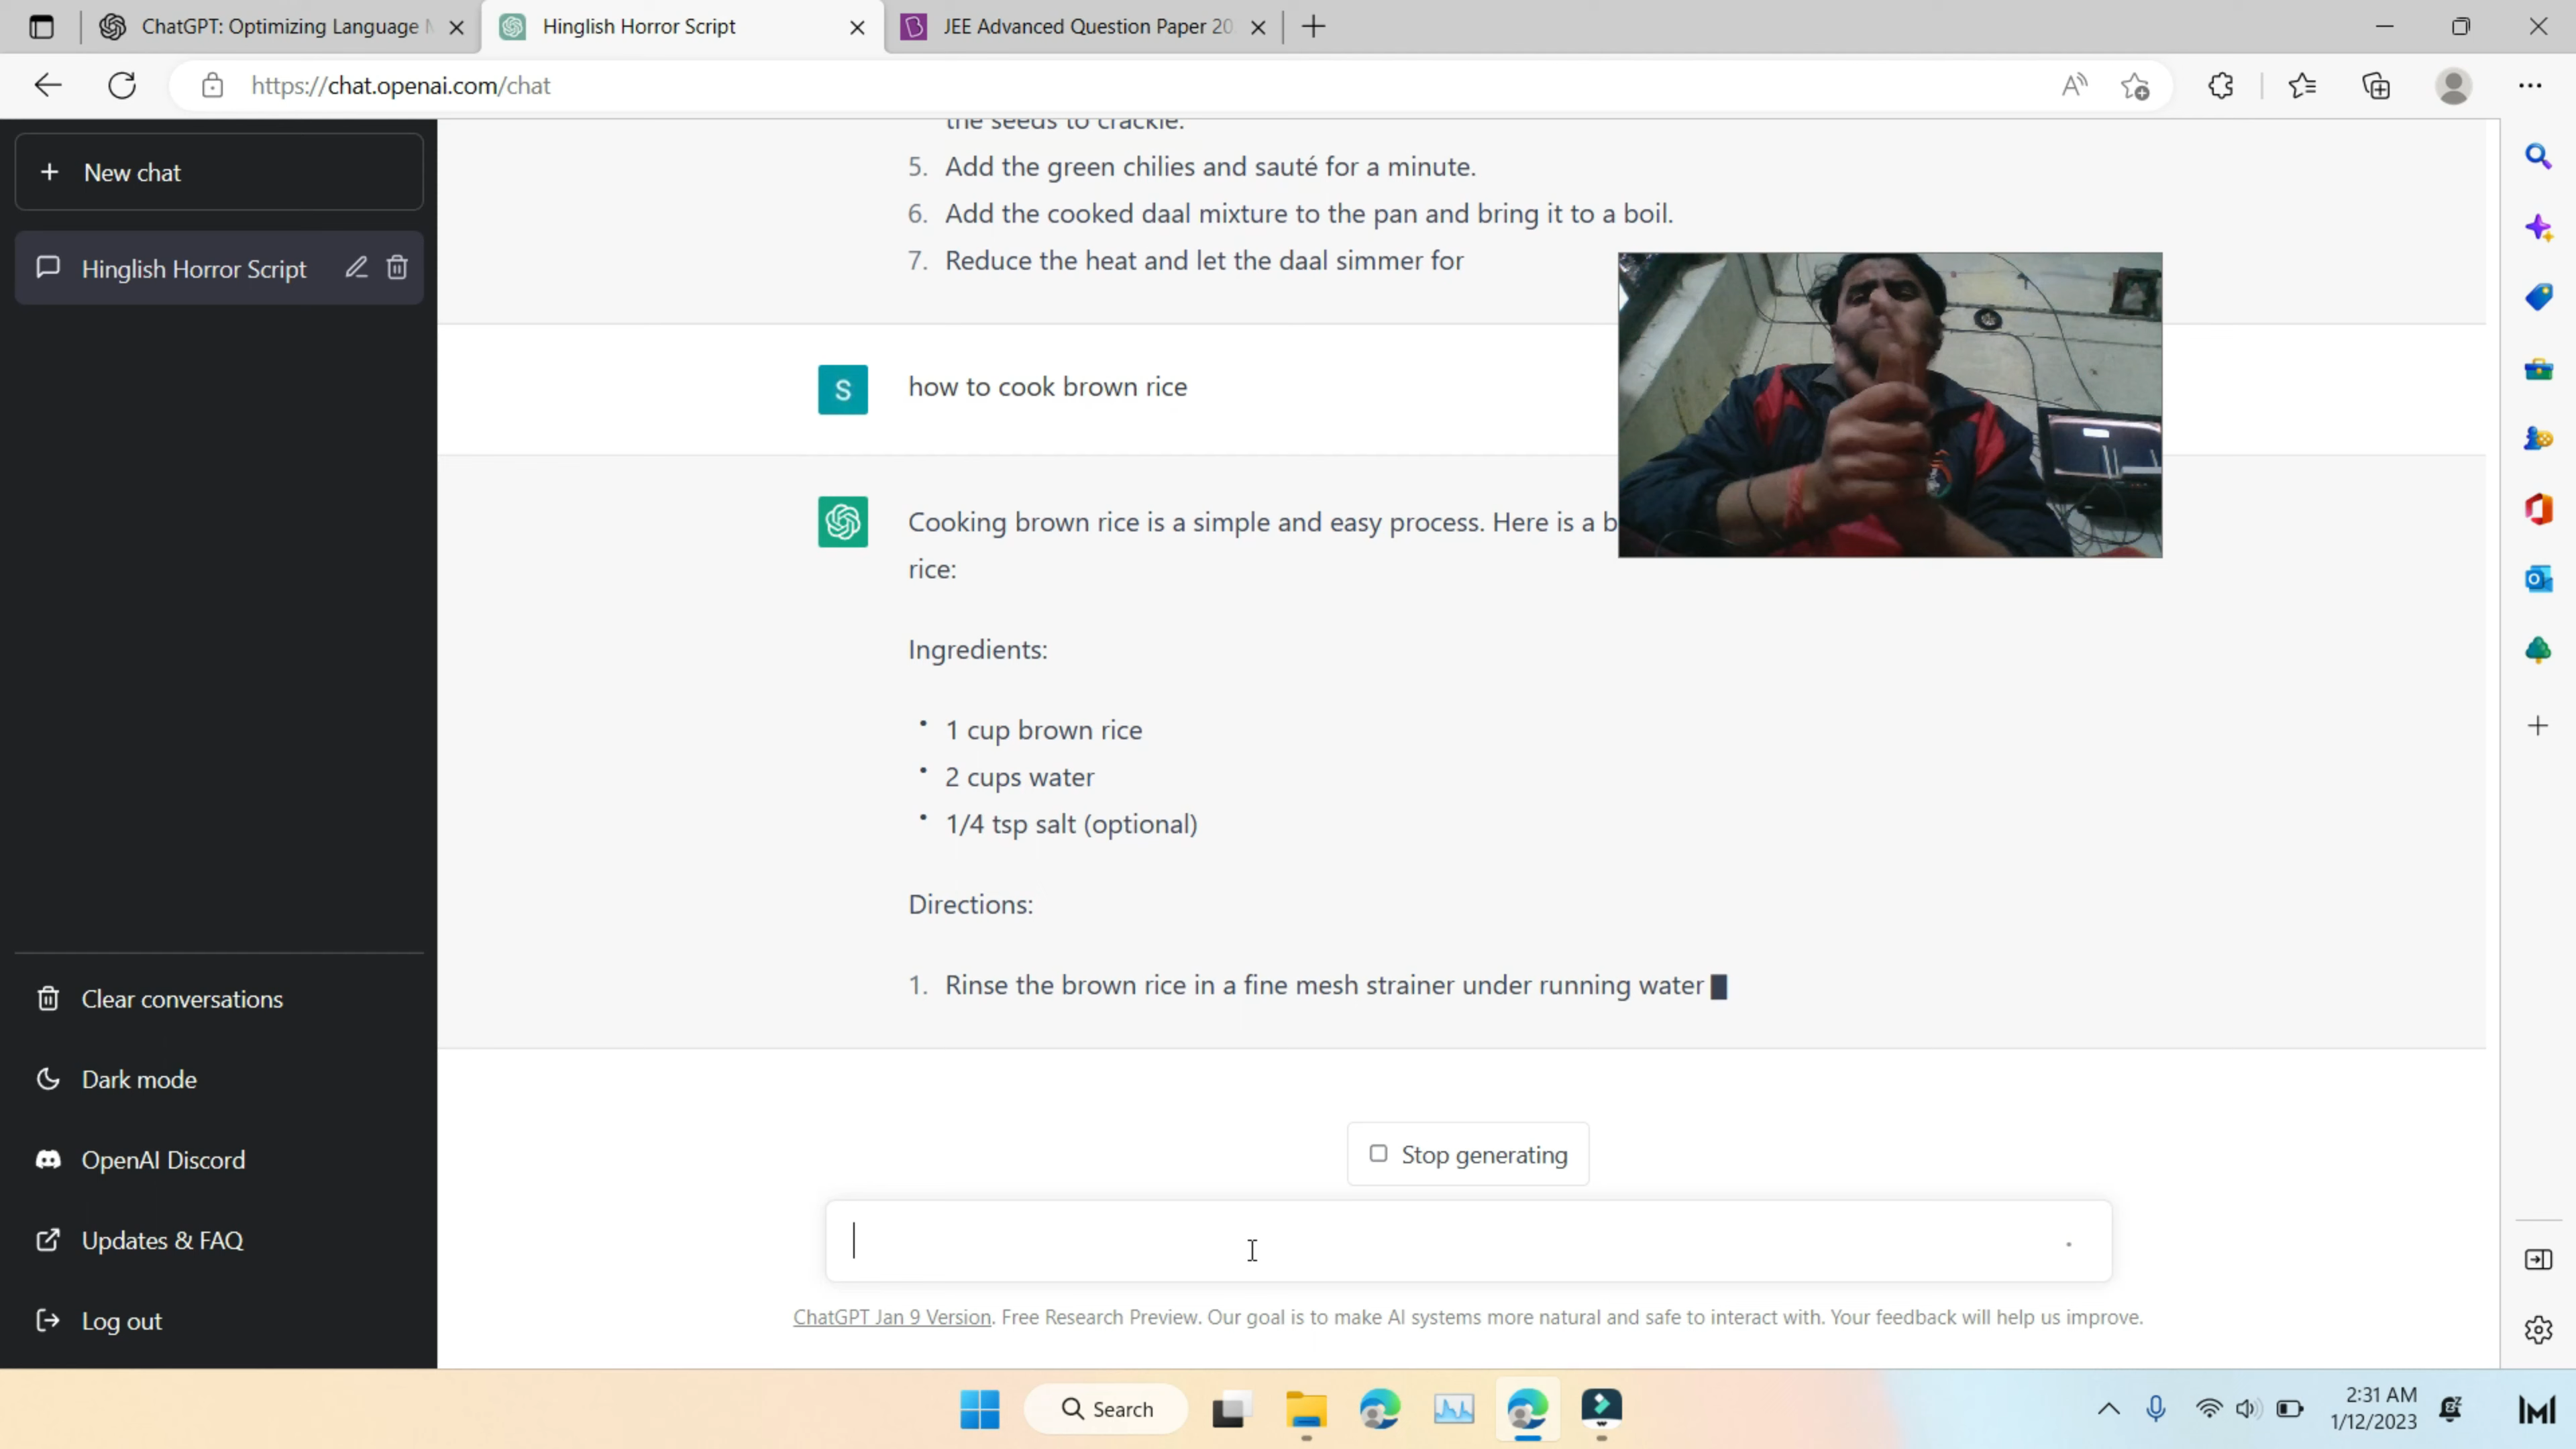 ChatGPT: Optimizing Language
Hinglish Horror Script
JEE Advanced Question Paper 20
https://chat.openai.com/chat
New chat
Hinglish Horror Script
the seeds to crackle.
5. Add the green chilies and sauté for a minute.
6. Add the cooked daal mixture to the pan and bring it to a boil.
7. Reduce the heat and let the daal simmer for
S
how to cook brown rice
Cooking brown rice is a simple and easy process. Here is a b
rice:
Ingredients:
• 1 cup brown rice
• 2 cups water
• 1/4 tsp salt (optional)
Directions:
1. Rinse the brown rice in a fine mesh strainer under running water
Clear conversations
Dark mode
OpenAI Discord
Updates & FAQ
Log out
Stop generating
ChatGPT Jan 9 Version. Free Research Preview. Our goal is to make AI systems more natural and safe to interact with. Your feedback will help us improve.
Search
2:31 AM
1/12/2023